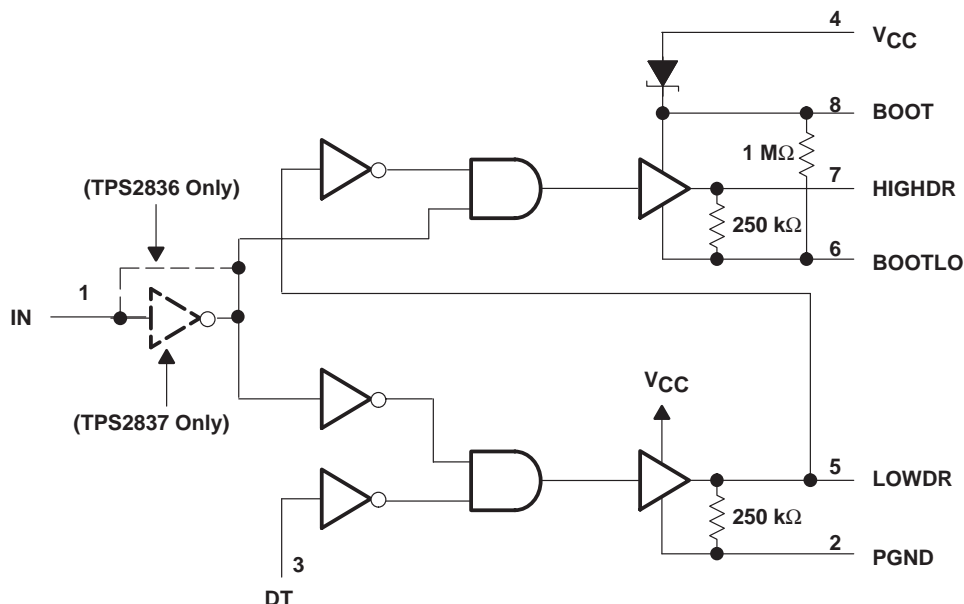 4
VCC
8
BOOT
1 MΩ
(TPS2836 Only)
7
HIGHDR
250 kΩ
6
BOOTLO
1
IN
VCC
(TPS2837 Only)
5
LOWDR
250 kΩ
2
PGND
3
DT